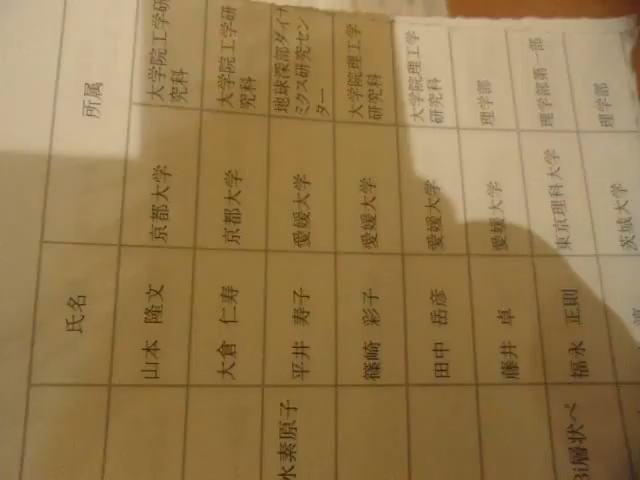 氏名 所属
山本 隆文 京都大学 大学院工学研
究科
大倉 仁寿 京都大学 大学院工学研
究科
水素原子 平井 寿子 愛媛大学 地球深部ダイナ
ミクス研究セン
ター
篠崎 彩子 愛媛大学 大学院理工学
研究科
田中 岳彦 愛媛大学 大学院理工学
研究科
藤井 卓 愛媛大学 理学部
Bi層状ペ 福永 正則 東京理科大学 理学部第一部
茨城大学 理学部